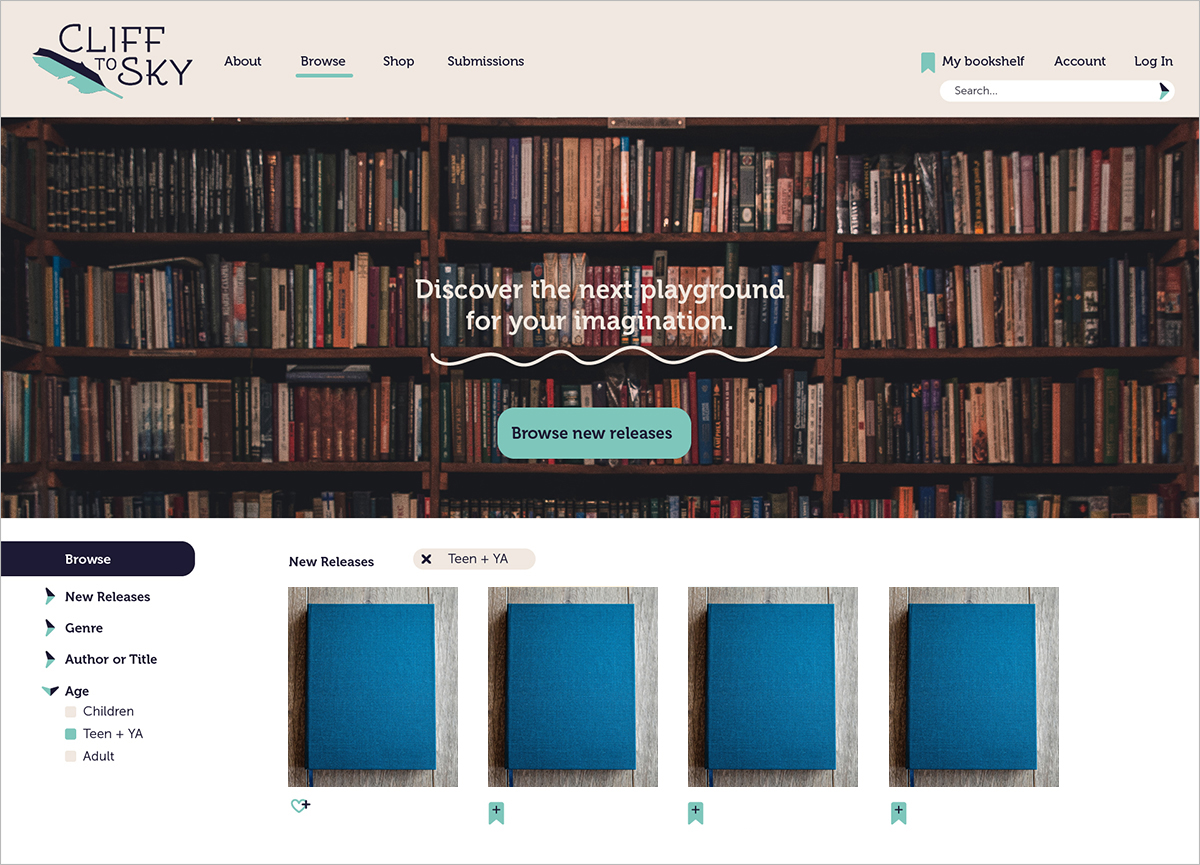 CLIFF
TO SKY
About
Browse
Shop
Submissions
My bookshelf
Account
Log In
Search...
Discover the next playground
for your imagination.
Browse new releases
Browse
New Releases
Genre
Author or Title
Age
Children
Teen + YA
Adult
New Releases
Teen + YA